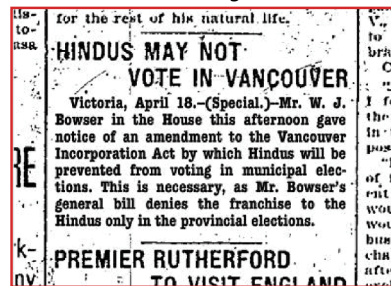 for the rest of his natural life.
HINDUS MAY NOT
VOTE IN VANCOUVER
Victoria, April 18.-(Special.)-Mr. W. J.
Bowser in the House this afternoon gave
notice of an amendment to the Vancouver
Incorporation Act by which Hindus will be
prevented from voting in municipal elec-
tions. This is necessary, as Mr. Bowser's
general bill denies the franchise to the
Hindus only in the provincial elections.
PREMIER RUTHERFORD
TO VISIT ENGLAND